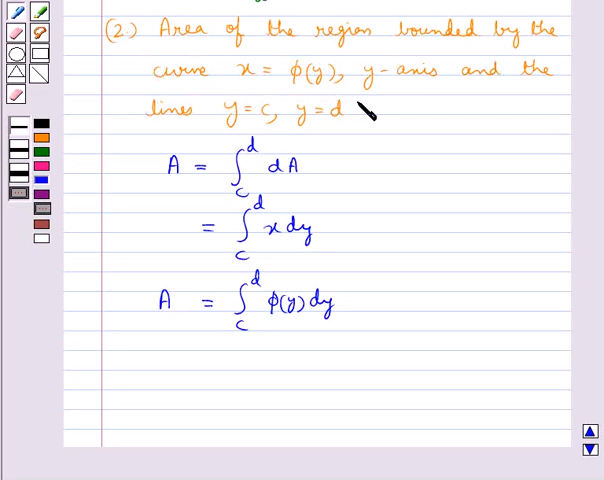 (2.) Area of the region bounded by the
curve x = φ(y), y-axis and the
lines y = c, y = d
A = ∫_c^d dA
= ∫_c^d x dy
A = ∫_c^d φ(y) dy